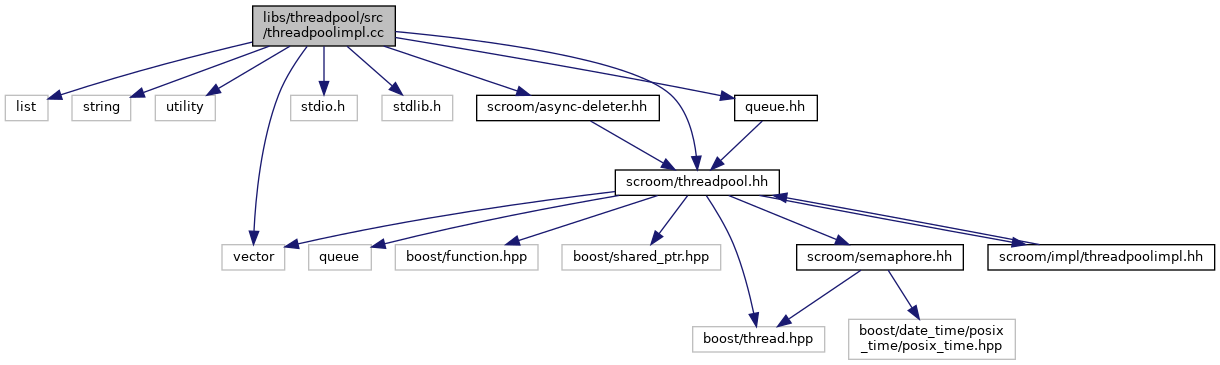 libs/threadpool/src
/threadpoolimpl.cc
list
string
utility
stdio.h
stdlib.h
scroom/async-deleter.hh
queue.hh
scroom/threadpool.hh
vector
queue
boost/function.hpp
boost/shared_ptr.hpp
scroom/semaphore.hh
scroom/impl/threadpoolimpl.hh
boost/thread.hpp
boost/date_time/posix
_time/posix_time.hpp